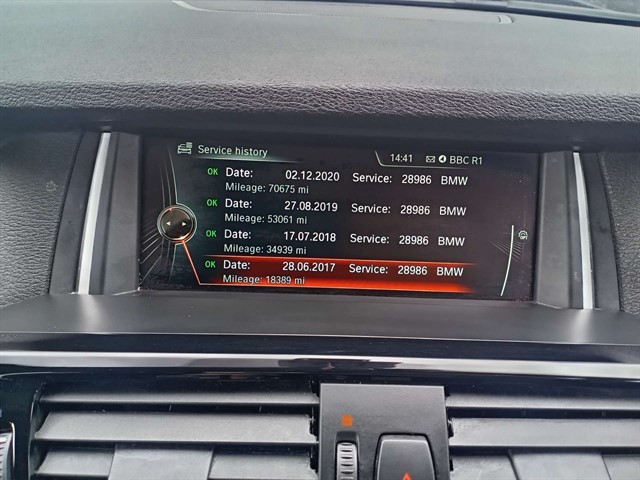 Service history 14:41 BBC R1
OK Date: 02.12.2020 Service: 28986 BMW
Mileage: 70675 mi
OK Date: 27.08.2019 Service: 28986 BMW
Mileage: 53061 mi
OK Date: 17.07.2018 Service: 28986 BMW
Mileage: 34939 mi
OK Date: 28.06.2017 Service: 28986 BMW
Mileage: 18389 mi